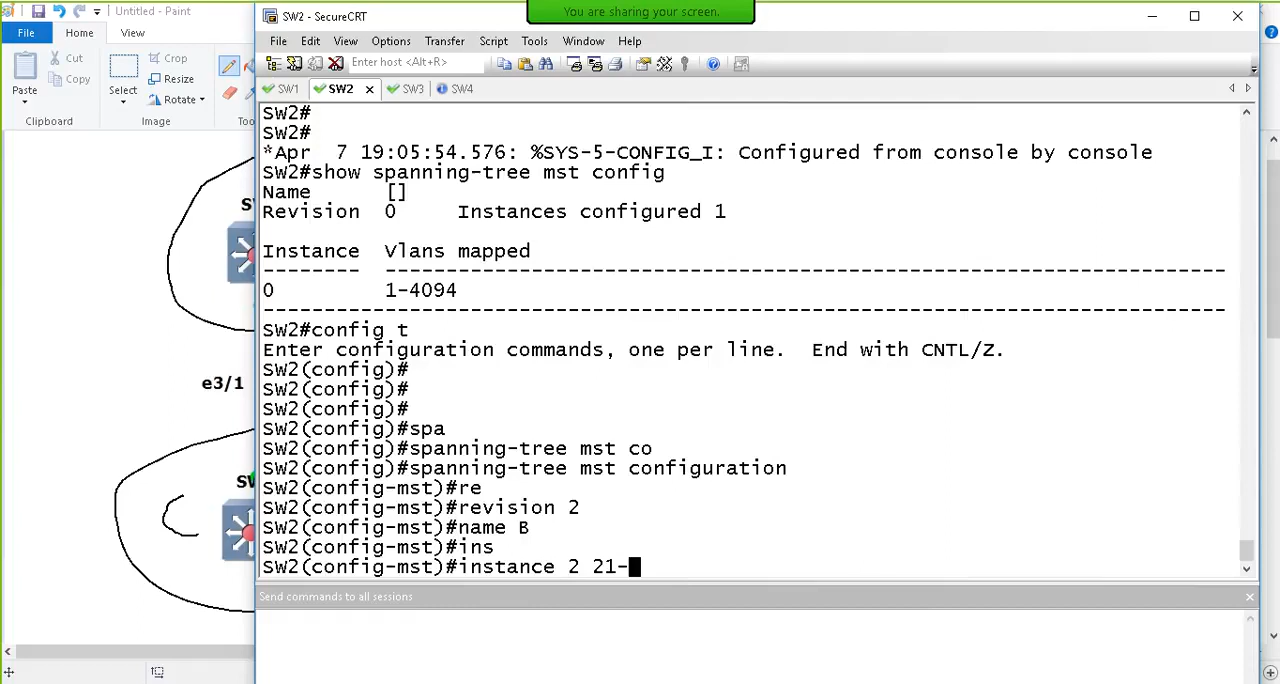 Untitled - Paint
File Home View
Paste
Cut
Copy
Clipboard
Select
Crop
Resize
Rotate
Image
Too
e3/1
You are sharing your screen.
SW2 - SecureCRT
File Edit View Options Transfer Script Tools Window Help
Enter host <Alt+R>
SW1 SW2 SW3 SW4
SW2#
SW2#
*Apr  7 19:05:54.576: %SYS-5-CONFIG_I: Configured from console by console
SW2#show spanning-tree mst config
Name      []
Revision  0     Instances configured 1
Instance  Vlans mapped
--------  ---------------------------------------------------------------------
0         1-4094
-------------------------------------------------------------------------------
SW2#config t
Enter configuration commands, one per line.  End with CNTL/Z.
SW2(config)#
SW2(config)#
SW2(config)#
SW2(config)#spa
SW2(config)#spanning-tree mst co
SW2(config)#spanning-tree mst configuration
SW2(config-mst)#re
SW2(config-mst)#revision 2
SW2(config-mst)#name B
SW2(config-mst)#ins
SW2(config-mst)#instance 2 21-
Send commands to all sessions